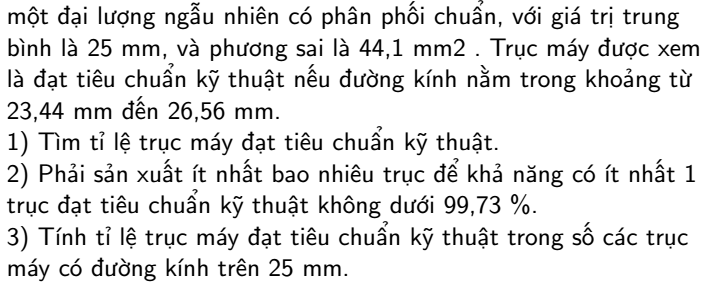 một đại lượng ngẫu nhiên có phân phối chuẩn, với giá trị trung
bình là 25 mm, và phương sai là 44,1 mm2 . Trục máy được xem
là đạt tiêu chuẩn kỹ thuật nếu đường kính nằm trong khoảng từ
23,44 mm đến 26,56 mm.
1) Tìm tỉ lệ trục máy đạt tiêu chuẩn kỹ thuật.
2) Phải sản xuất ít nhất bao nhiêu trục để khả năng có ít nhất 1
trục đạt tiêu chuẩn kỹ thuật không dưới 99,73 %.
3) Tính tỉ lệ trục máy đạt tiêu chuẩn kỹ thuật trong số các trục
máy có đường kính trên 25 mm.